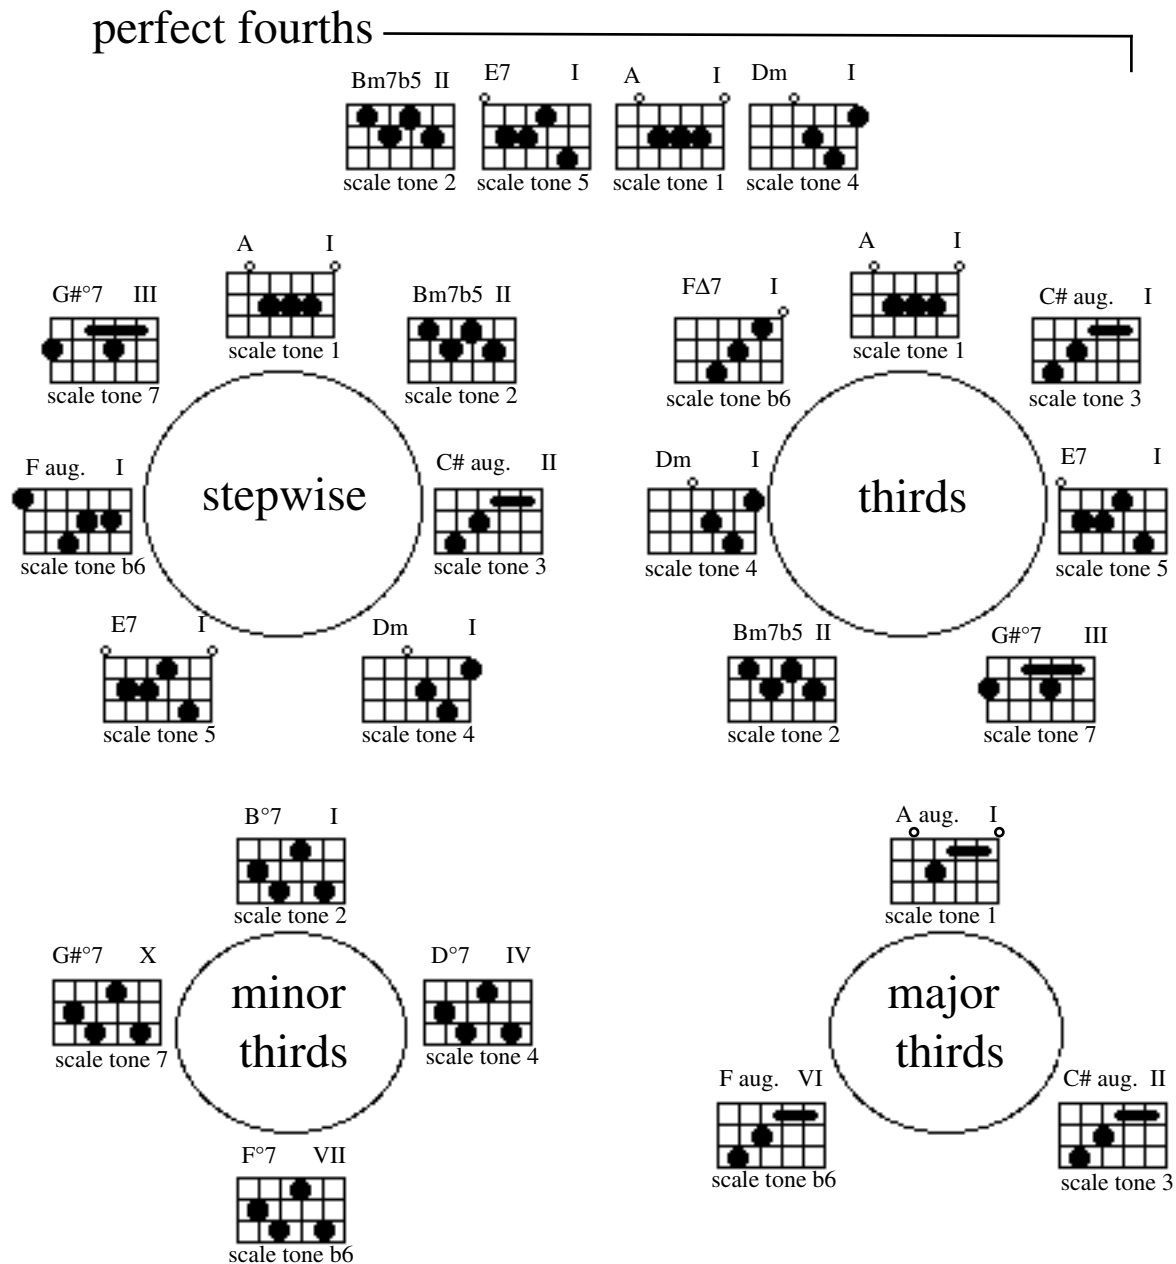 perfect fourths
Bm7b5 II
E7 I
A I
Dm I
scale tone 2
scale tone 5
scale tone 1
scale tone 4
A I
G#°7 III
Bm7b5 II
scale tone 1
scale tone 7
scale tone 2
stepwise
F aug. I
C# aug. II
scale tone b6
scale tone 3
E7 I
Dm I
scale tone 5
scale tone 4
A I
F∆7 I
C# aug. I
scale tone 1
scale tone b6
scale tone 3
thirds
Dm I
E7 I
scale tone 4
scale tone 5
Bm7b5 II
G#°7 III
scale tone 2
scale tone 7
B°7 I
scale tone 2
G#°7 X
D°7 IV
minor
thirds
scale tone 7
scale tone 4
F°7 VII
scale tone b6
A aug. I
scale tone 1
major
thirds
F aug. VI
C# aug. II
scale tone b6
scale tone 3